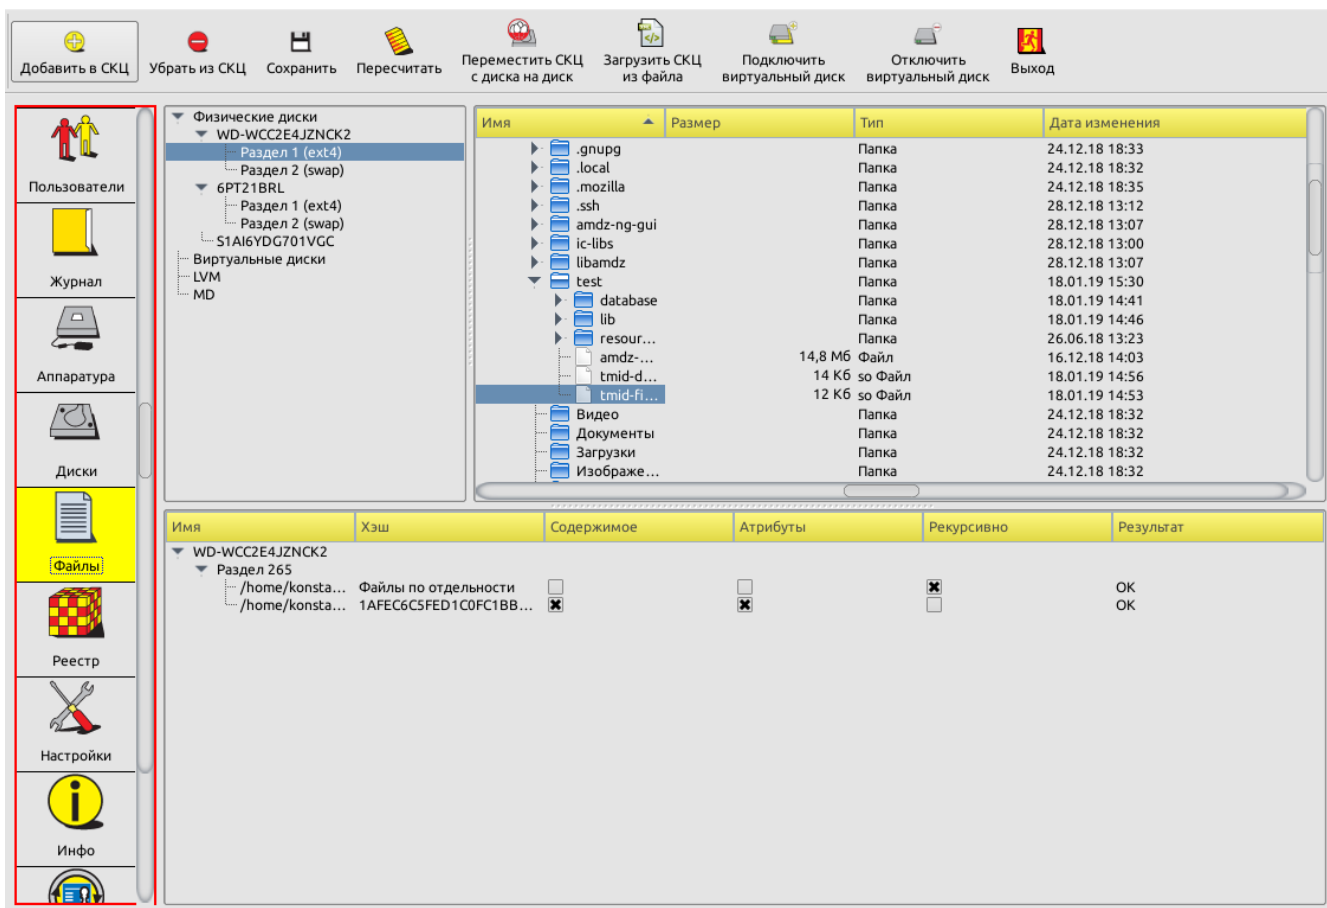 Добавить в СКЦ
Убрать из СКЦ
Сохранить
Пересчитать
Переместить СКЦ
с диска на диск
Загрузить СКЦ
из файла
Подключить
виртуальный диск
Отключить
виртуальный диск
Выход
Пользователи
Журнал
Аппаратура
Диски
Файлы
Реестр
Настройки
Инфо
Физические диски
WD-WCC2E4JZNCK2
Раздел 1 (ext4)
Раздел 2 (swap)
6PT21BRL
Раздел 1 (ext4)
Раздел 2 (swap)
S1AI6YDG701VGC
Виртуальные диски
LVM
MD
Имя Размер Тип Дата изменения
.gnupg Папка 24.12.18 18:33
.local Папка 24.12.18 18:32
.mozilla Папка 24.12.18 18:35
.ssh Папка 28.12.18 13:12
amdz-ng-gui Папка 28.12.18 13:07
ic-libs Папка 28.12.18 13:00
libamdz Папка 28.12.18 13:07
test Папка 18.01.19 15:30
database Папка 18.01.19 14:41
lib Папка 18.01.19 14:46
resour... Папка 26.06.18 13:23
amdz-... 14,8 Мб Файл 16.12.18 14:03
tmid-d... 14 Кб so Файл 18.01.19 14:56
tmid-fi... 12 Кб so Файл 18.01.19 14:53
Видео Папка 24.12.18 18:32
Документы Папка 24.12.18 18:32
Загрузки Папка 24.12.18 18:32
Изображе... Папка 24.12.18 18:32
Имя Хэш Содержимое Атрибуты Рекурсивно Результат
WD-WCC2E4JZNCK2
Раздел 265
/home/konsta... Файлы по отдельности OK
/home/konsta... 1AFEC6C5FED1C0FC1BB... OK